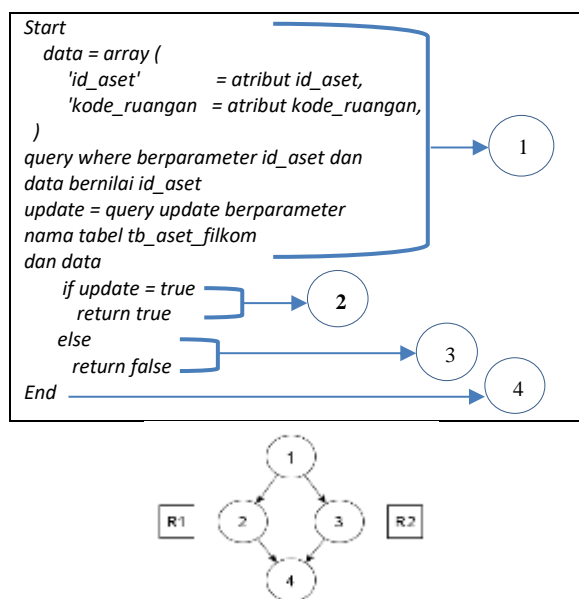 Start
data = array (
'id_aset' = atribut id_aset,
'kode_ruangan = atribut kode_ruangan,
)
query where berparameter id_aset dan
data bernilai id_aset
update = query update berparameter
nama tabel tb_aset_filkom
dan data
if update = true
return true
else
return false
End
1
2
3
4
1
R1 2 3 R2
4